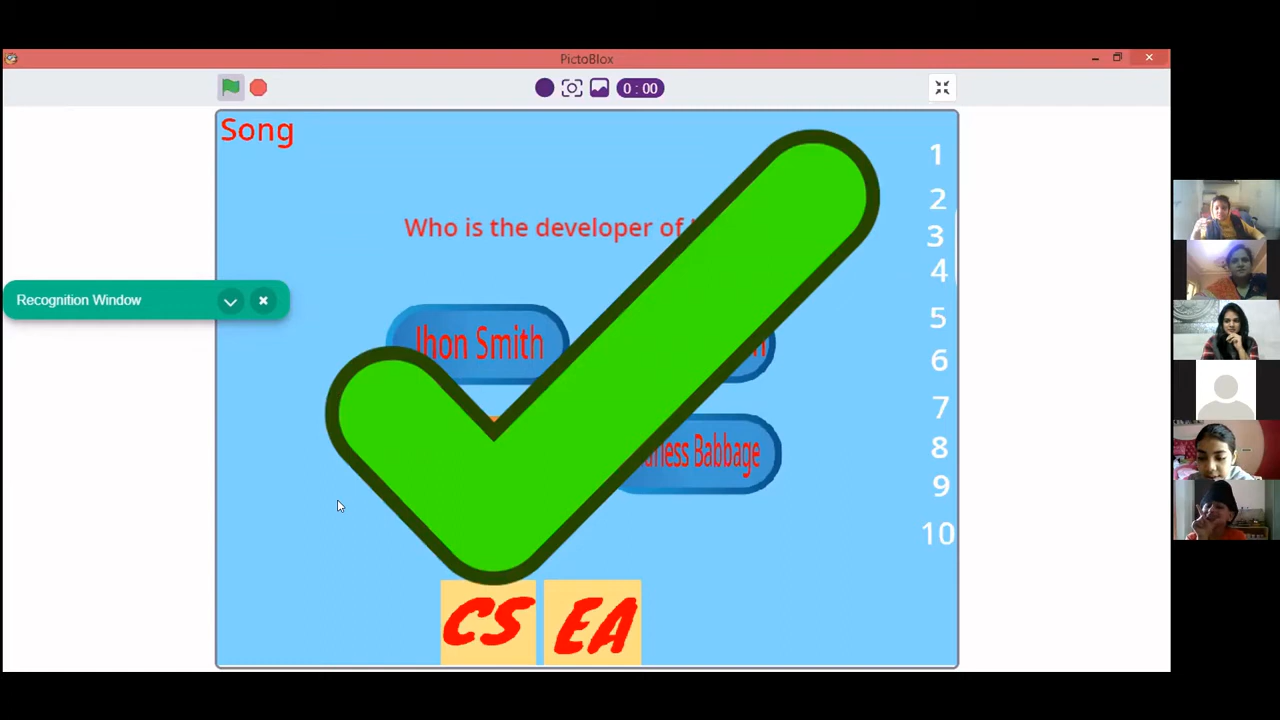 PictoBlox
0 : 00
Song
1
Who is the developer of
2
3
4
Recognition Window
5
Jhon Smith
6
7
Babbage
8
9
10
CS EA